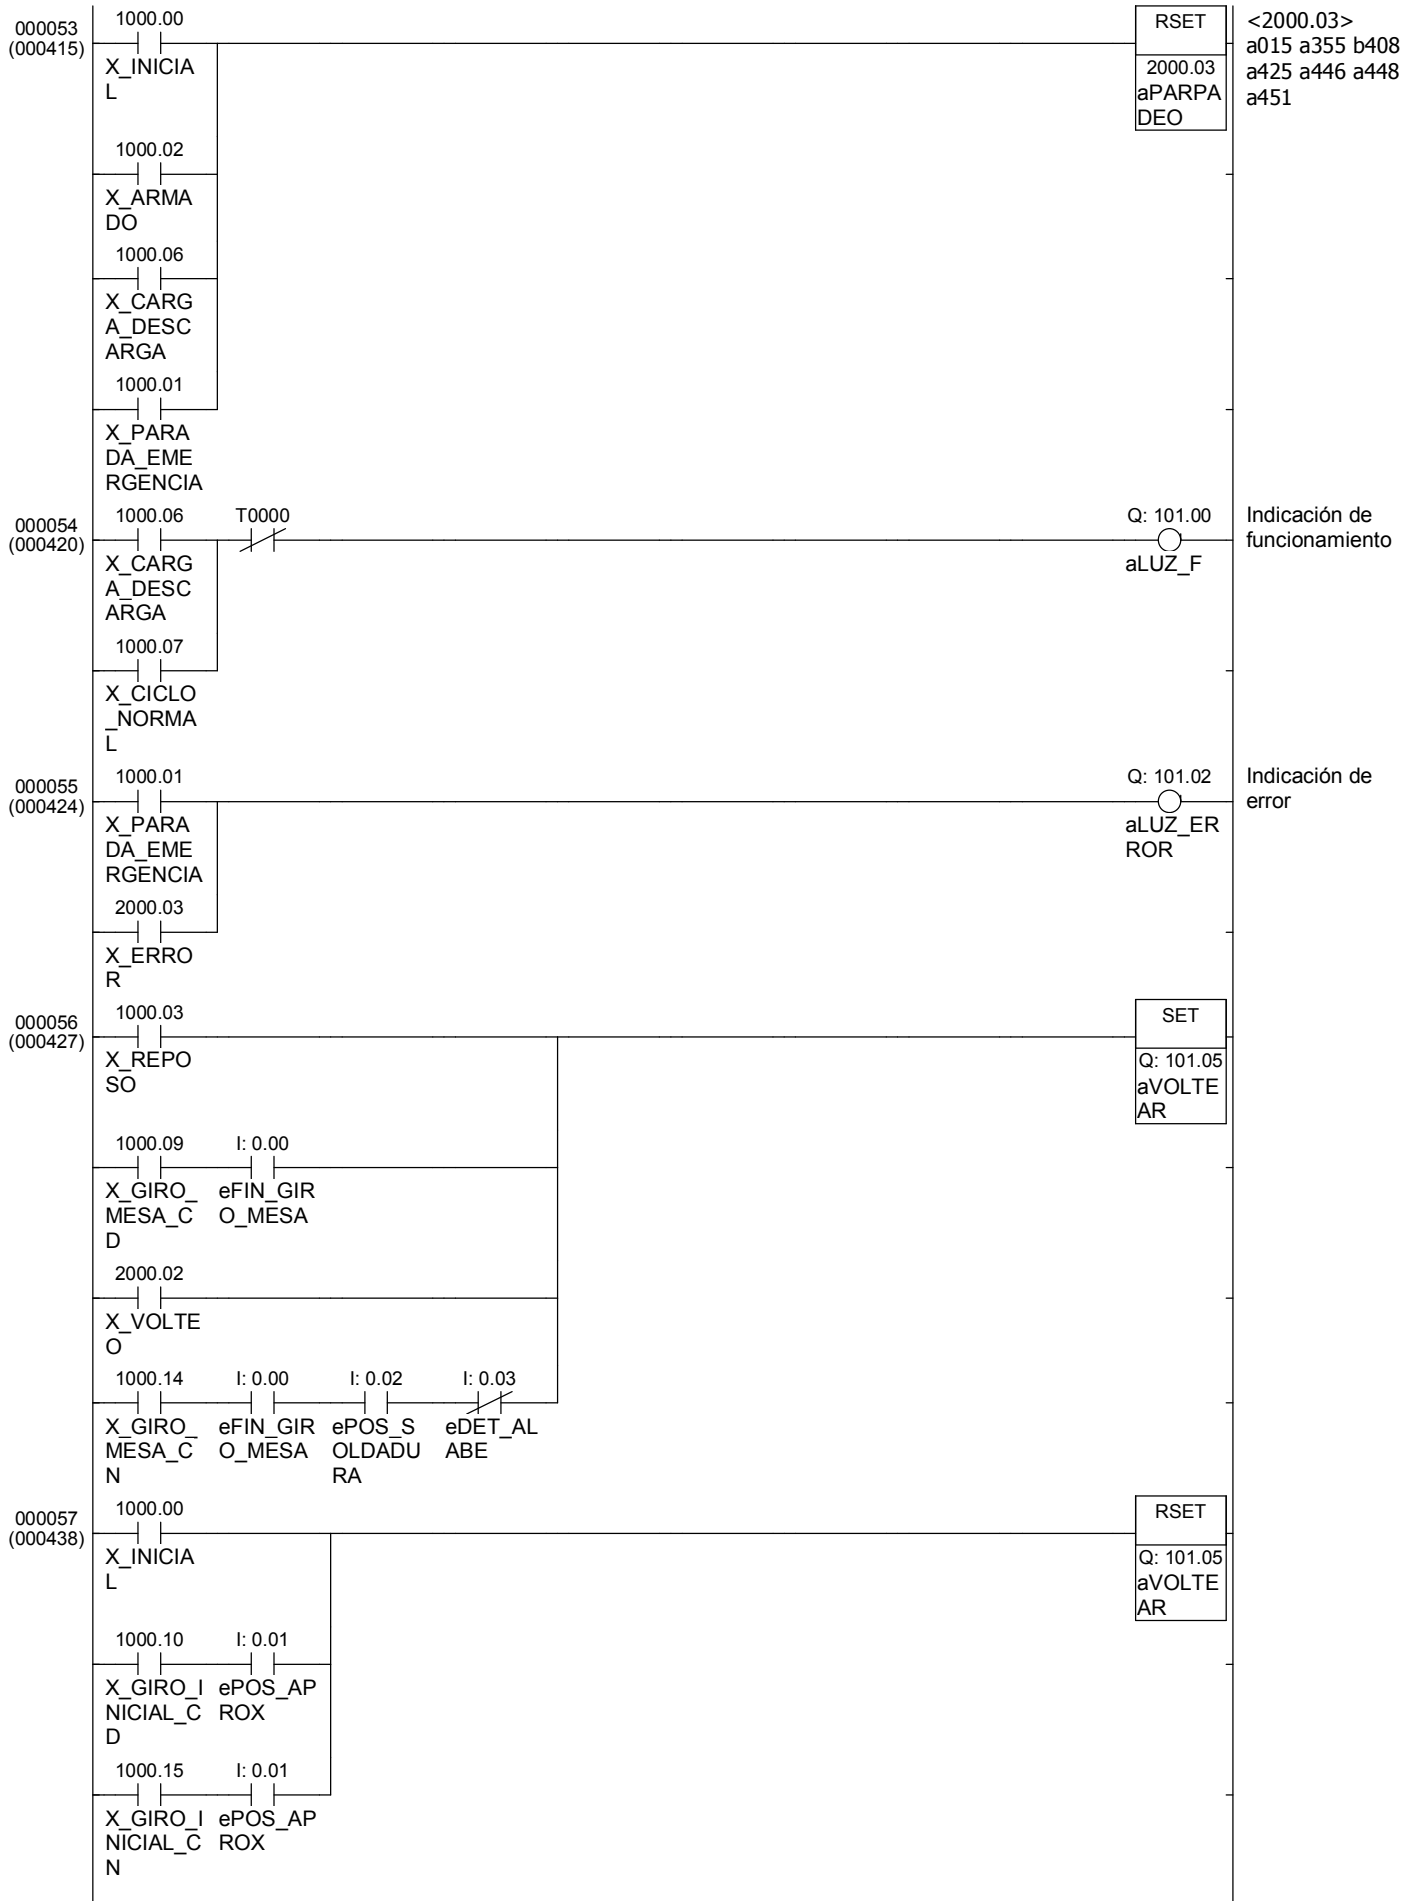 000053
(000415)
1000.00
X_INICIA
L
RSET
2000.03
aPARPA
DEO
<2000.03>
a015 a355 b408
a425 a446 a448
a451
1000.02
X_ARMA
DO
1000.06
X_CARG
A_DESC
ARGA
1000.01
X_PARA
DA_EME
RGENCIA
000054
(000420)
1000.06
X_CARG
A_DESC
ARGA
T0000
Q: 101.00
aLUZ_F
Indicación de
funcionamiento
1000.07
X_CICLO
_NORMA
L
000055
(000424)
1000.01
X_PARA
DA_EME
RGENCIA
Q: 101.02
aLUZ_ER
ROR
Indicación de
error
2000.03
X_ERRO
R
000056
(000427)
1000.03
X_REPO
SO
SET
Q: 101.05
aVOLTE
AR
1000.09
X_GIRO_
MESA_C
D
I: 0.00
eFIN_GIR
O_MESA
2000.02
X_VOLTE
O
1000.14
X_GIRO_
MESA_C
N
I: 0.00
eFIN_GIR
O_MESA
I: 0.02
ePOS_S
OLDADU
RA
I: 0.03
eDET_AL
ABE
000057
(000438)
1000.00
X_INICIA
L
RSET
Q: 101.05
aVOLTE
AR
1000.10
X_GIRO_I
NICIAL_C
D
I: 0.01
ePOS_AP
ROX
1000.15
X_GIRO_I
NICIAL_C
N
I: 0.01
ePOS_AP
ROX